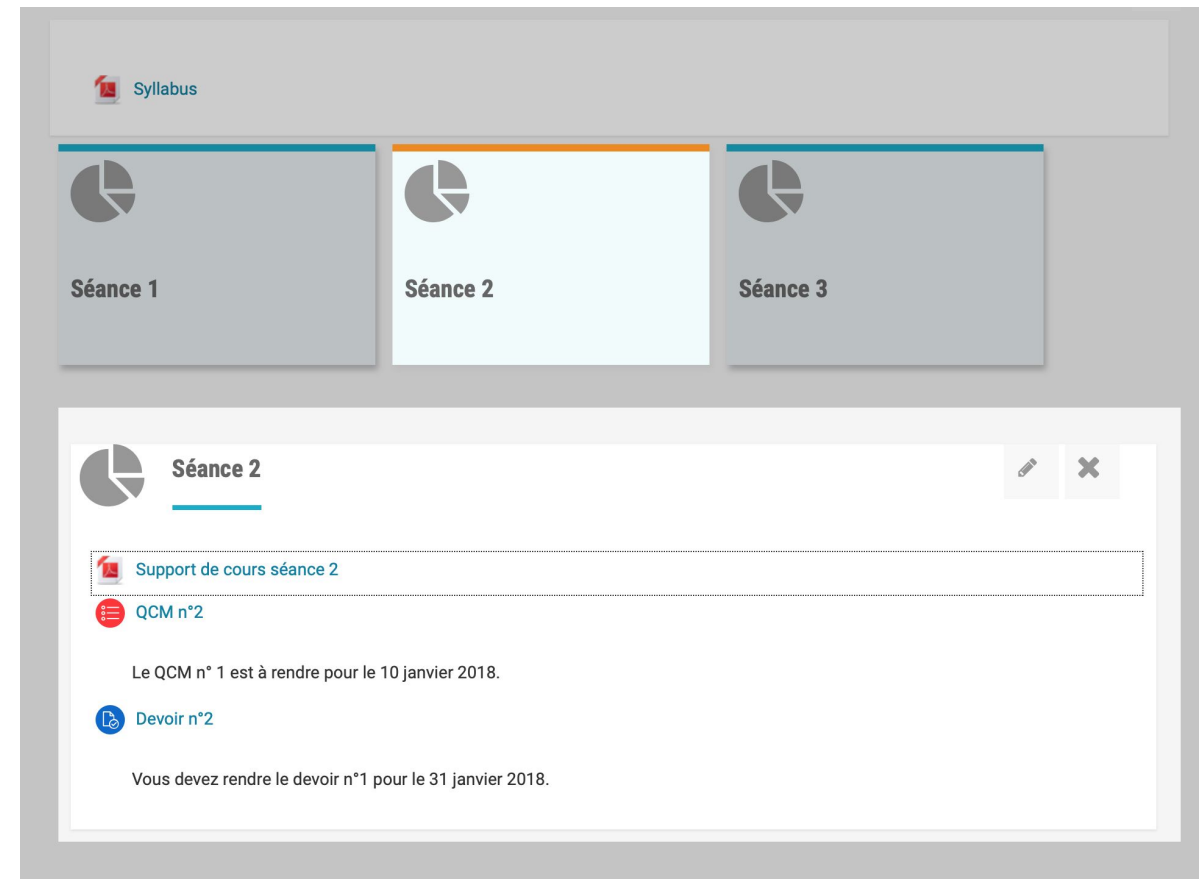 Syllabus
Séance 1
Séance 2
Séance 3
Séance 2
Support de cours séance 2
QCM n°2
Le QCM n° 1 est à rendre pour le 10 janvier 2018.
Devoir n°2
Vous devez rendre le devoir n°1 pour le 31 janvier 2018.